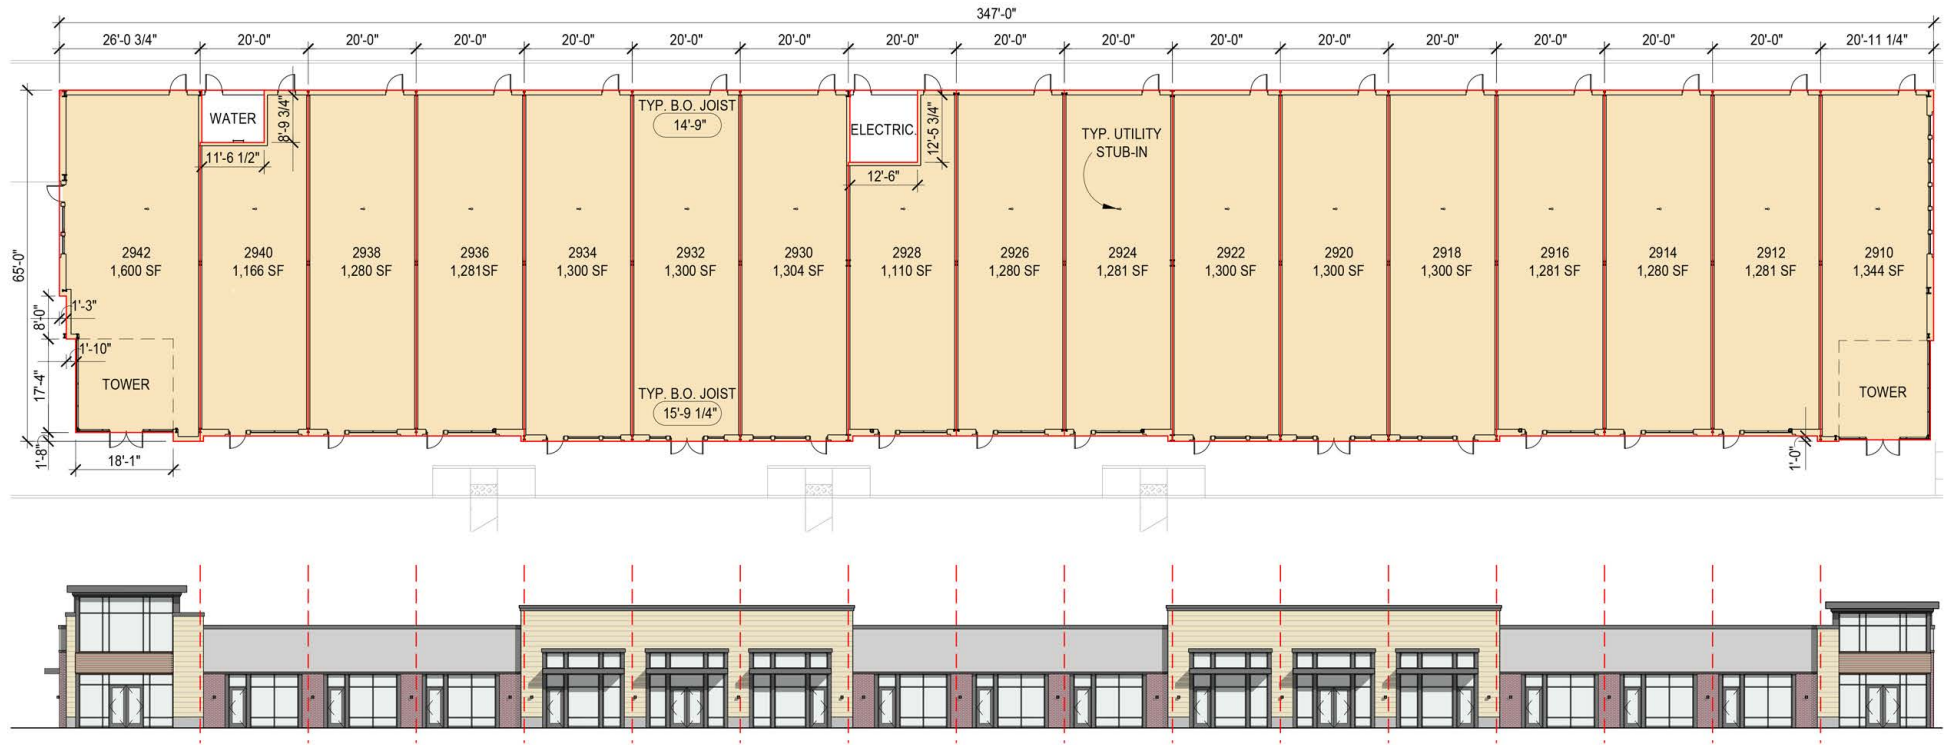 347'-0"
26'-0 3/4" 20'-0" 20'-0" 20'-0" 20'-0" 20'-0" 20'-0" 20'-0" 20'-0" 20'-0" 20'-0" 20'-0" 20'-0" 20'-0" 20'-0" 20'-0" 20'-11 1/4"
WATER
8'-9 3/4"
11'-6 1/2"
TYP. B.O. JOIST
14'-9"
ELECTRIC.
12'-5 3/4"
12'-6"
TYP. UTILITY
STUB-IN
65'-0"
2942
1,600 SF
2940
1,166 SF
2938
1,280 SF
2936
1,281SF
2934
1,300 SF
2932
1,300 SF
2930
1,304 SF
2928
1,110 SF
2926
1,280 SF
2924
1,281 SF
2922
1,300 SF
2920
1,300 SF
2918
1,300 SF
2916
1,281 SF
2914
1,280 SF
2912
1,281 SF
2910
1,344 SF
1'-3"
8'-0"
1'-10"
17'-4"
TOWER
TYP. B.O. JOIST
15'-9 1/4"
TOWER
1'-8"
18'-1"
1'-0"